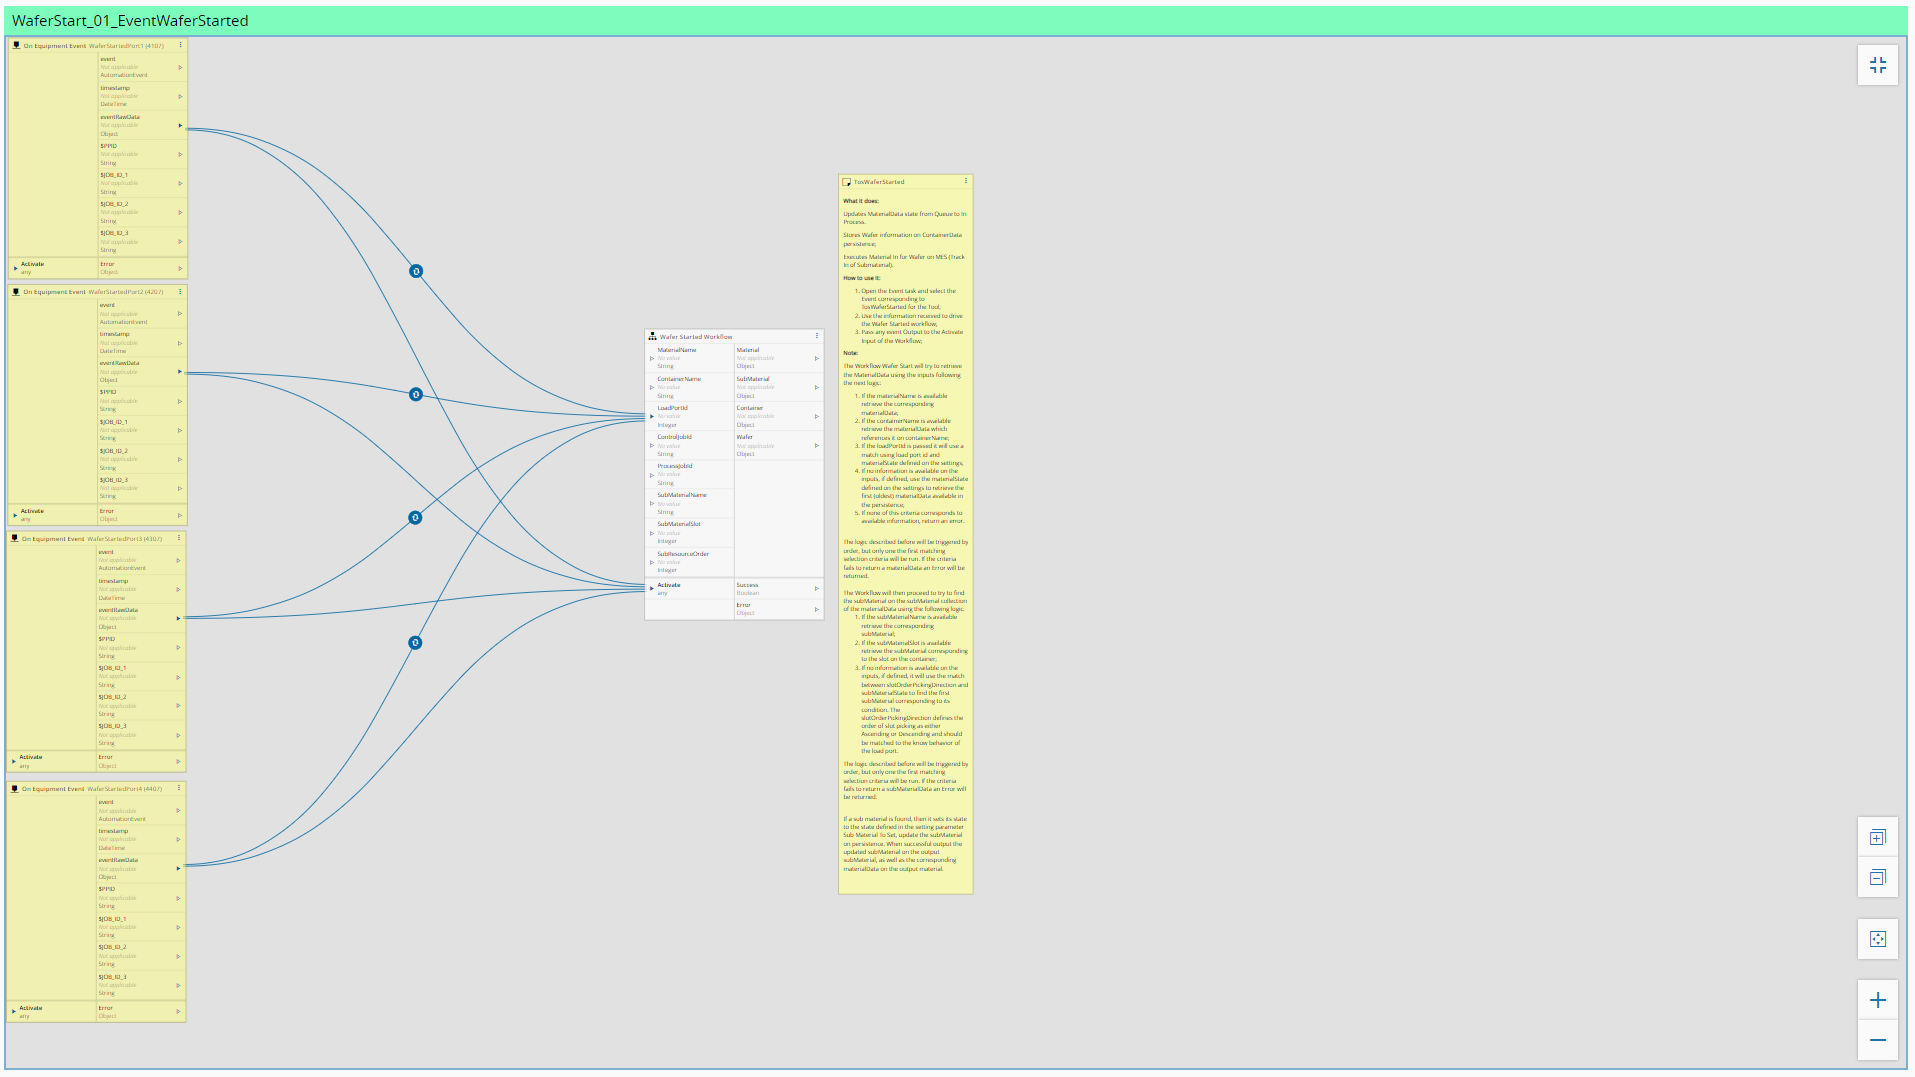 WaferStart_01_EventWaferStarted
On Equipment Event WaferStartedPort1 (4107)
event
Not applicable
AutomationEvent
timestamp
Not applicable
DateTime
eventRawData
Not applicable
Object
$PPID
Not applicable
String
$JOB_ID_1
Not applicable
String
$JOB_ID_2
Not applicable
String
$JOB_ID_3
Not applicable
String
Activate
any
Error
Object
On Equipment Event WaferStartedPort2 (4207)
event
Not applicable
AutomationEvent
timestamp
Not applicable
DateTime
eventRawData
Not applicable
Object
$PPID
Not applicable
String
$JOB_ID_1
Not applicable
String
$JOB_ID_2
Not applicable
String
$JOB_ID_3
Not applicable
String
Activate
any
Error
Object
On Equipment Event WaferStartedPort3 (4307)
event
Not applicable
AutomationEvent
timestamp
Not applicable
DateTime
eventRawData
Not applicable
Object
$PPID
Not applicable
String
$JOB_ID_1
Not applicable
String
$JOB_ID_2
Not applicable
String
$JOB_ID_3
Not applicable
String
Activate
any
Error
Object
On Equipment Event WaferStartedPort4 (4407)
event
Not applicable
AutomationEvent
timestamp
Not applicable
DateTime
eventRawData
Not applicable
Object
$PPID
Not applicable
String
$JOB_ID_1
Not applicable
String
$JOB_ID_2
Not applicable
String
$JOB_ID_3
Not applicable
String
Activate
any
Error
Object
Wafer Started Workflow
MaterialName
No value
String
ContainerName
No value
String
LoadPortId
No value
Integer
ControlJobId
No value
String
ProcessJobId
No value
String
SubMaterialName
No value
String
SubMaterialSlot
No value
Integer
SubResourceOrder
No value
Integer
Material
Not applicable
Object
SubMaterial
Not applicable
Object
Container
Not applicable
Object
Wafer
Not applicable
Object
Activate
any
Success
Boolean
Error
Object
TosWaferStarted
What it does:
Updates MaterialData state from Queue to In
Process.
Stores Wafer information on ContainerData
persistence;
Executes Material In for Wafer on MES (Track
In of Submaterial).
How to use it:
1. Open the Event task and select the
Event corresponding to
TosWaferStarted for the Tool;
2. Use the information received to drive
the Wafer Started workflow;
3. Pass any event Output to the Activate
Input of the Workflow;
Note:
The Workflow Wafer Start will try to retrieve
the MaterialData using the inputs following
the next logic:
1. If the materialName is available
retrieve the corresponding
materialData;
2. If the containerName is available
retrieve the materialData which
references it on containerName;
3. If the loadPortId is passed it will use a
match using load port id and
materialState defined on the settings;
4. If no information is available on the
inputs, if defined, use the materialState
defined on the settings to retrieve the
first (oldest) materialData available in
the persistence;
5. If none of this criteria corresponds to
available information, return an error.
The logic described before will be triggered by
order, but only one the first matching
selection criteria will be run. If the criteria
fails to return a materialData an Error will be
returned.
The Workflow will then proceed to try to find
the subMaterial on the subMaterial collection
of the materialData using the following logic.
1. If the subMaterialName is available
retrieve the corresponding
subMaterial;
2. If the subMaterialSlot is available
retrieve the subMaterial corresponding
to the slot on the container;
3. If no information is available on the
inputs, if defined, it will use the match
between slotOrderPickingDirection and
subMaterialState to find the first
subMaterial corresponding to its
condition. The
slotOrderPickingDirection defines the
order of slot picking as either
Ascending or Descending and should
be matched to the know behavior of
the load port.
The logic described before will be triggered by
order, but only one the first matching
selection criteria will be run. If the criteria
fails to return a subMaterialData an Error will
be returned.
If a sub material is found, then it sets its state
to the state defined in the setting parameter
Sub Material To Set, update the subMaterial
on persistence. When successful output the
updated subMaterial on the output
subMaterial, as well as the corresponding
materialData on the output material.